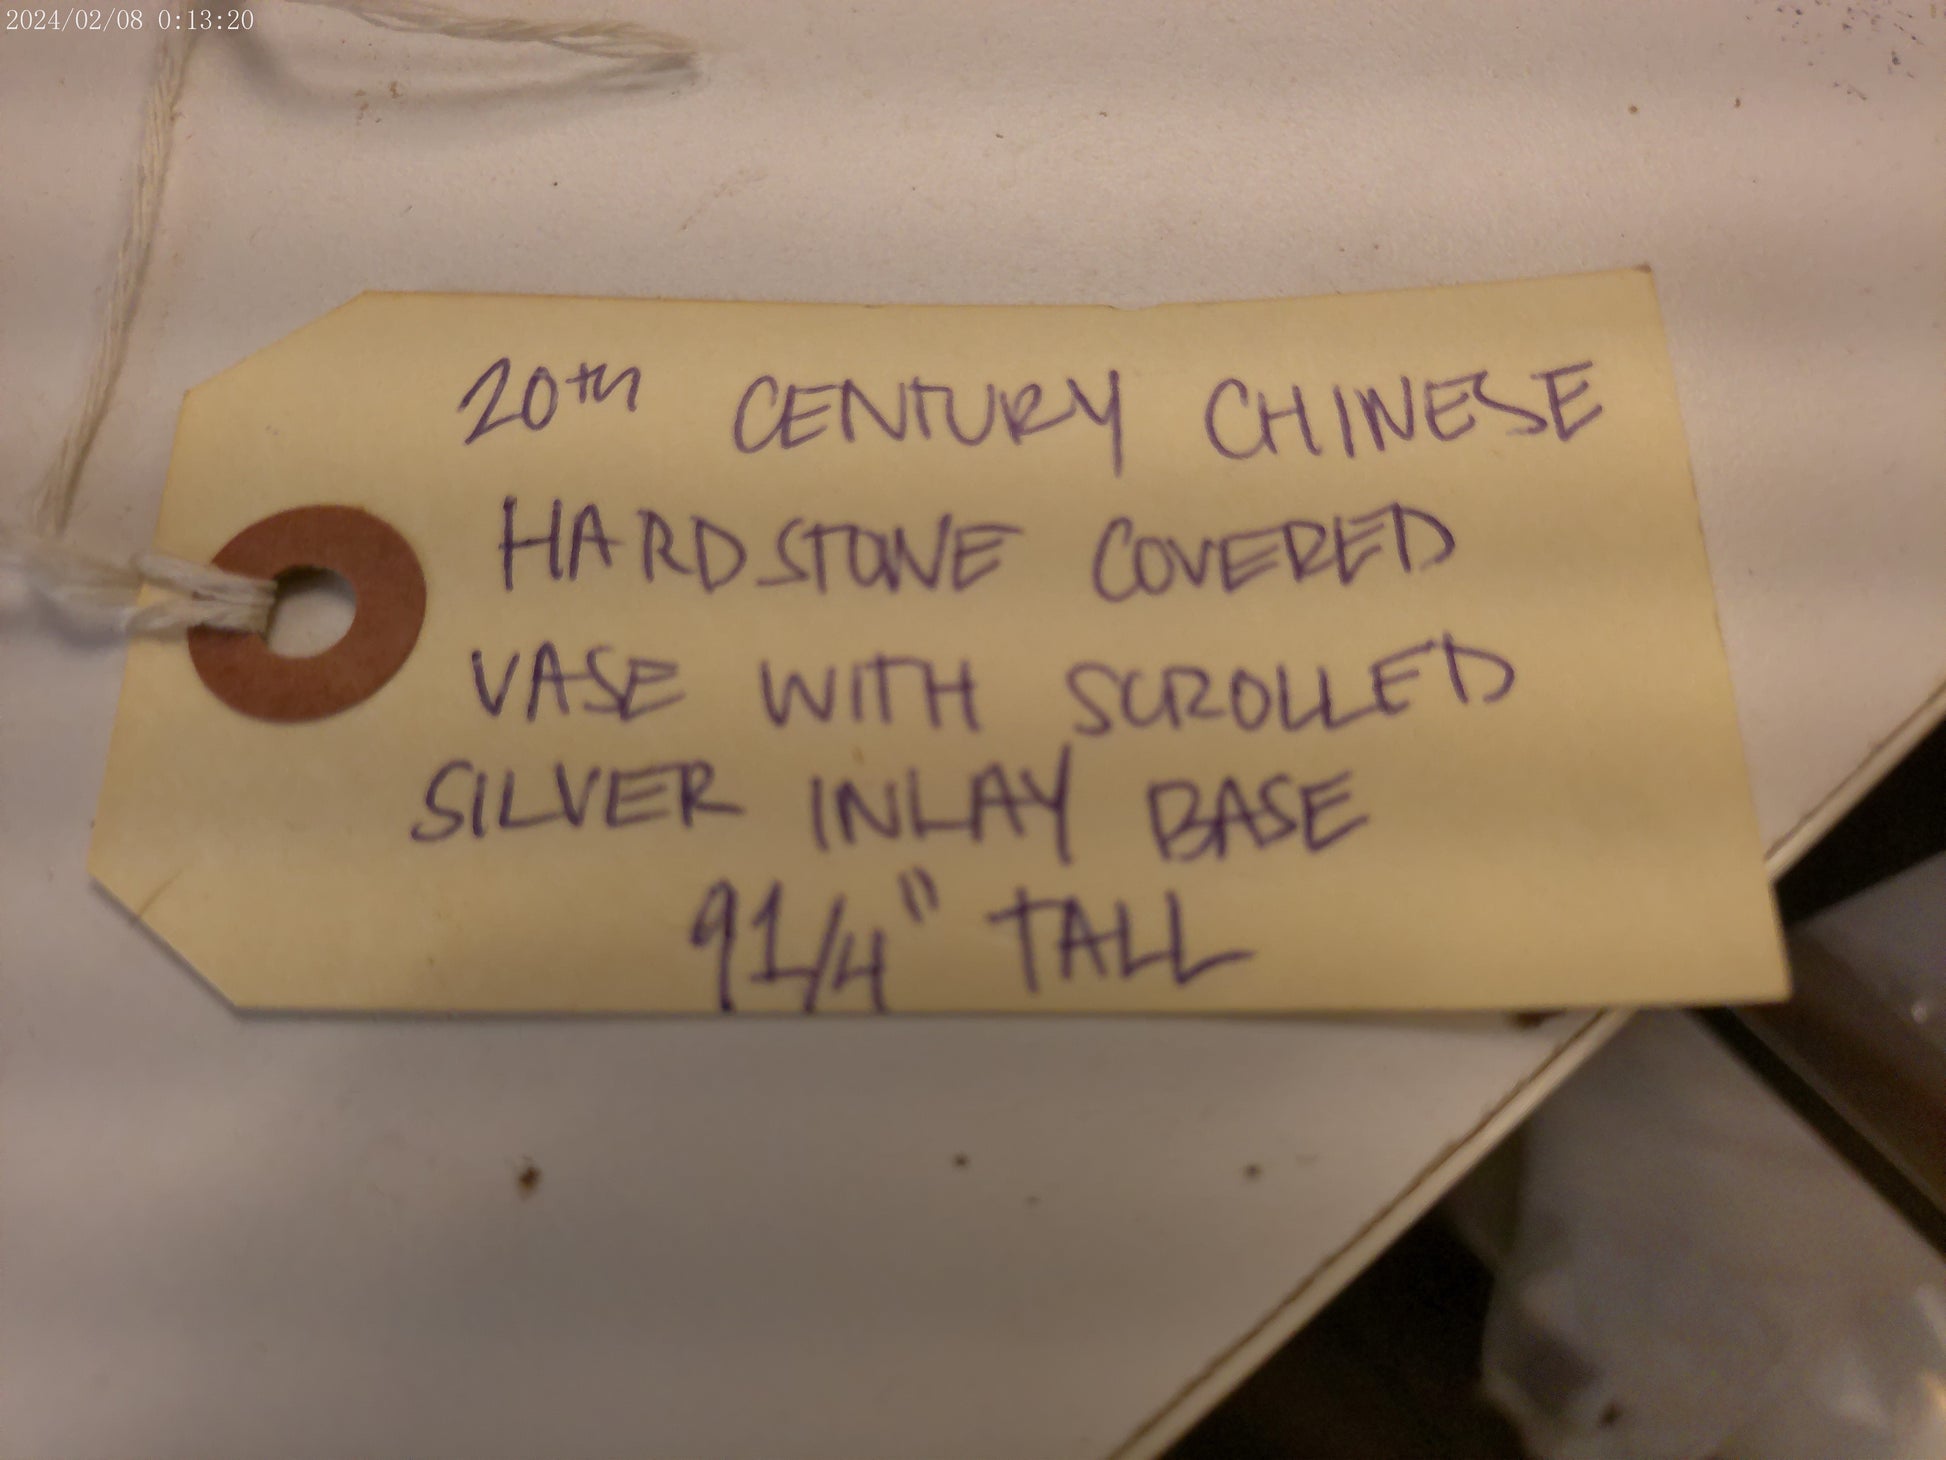 2024/02/08 0:13:20
20TH CENTURY CHINESE
HARDSTONE COVERED
VASE WITH SCROLLED
SILVER INLAY BASE
9 1/4" TALL